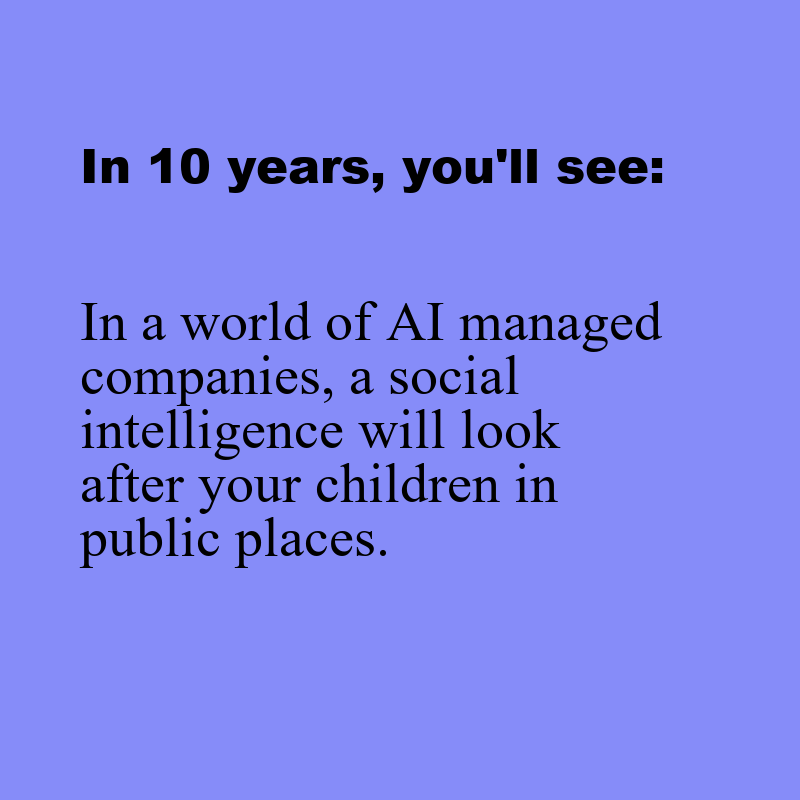 In 10 years, you'll see:
In a world of AI managed
companies, a social
intelligence will look
after your children in
public places.